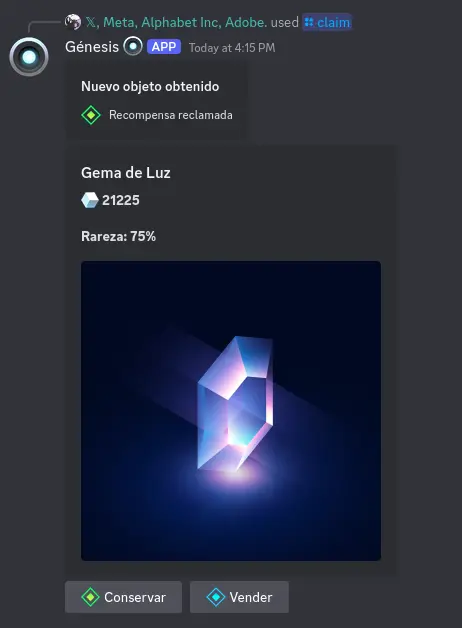 𝕏, Meta, Alphabet Inc, Adobe. used claim
Génesis APP Today at 4:15 PM
Nuevo objeto obtenido
Recompensa reclamada
Gema de Luz
21225
Rareza: 75%
Conservar Vender